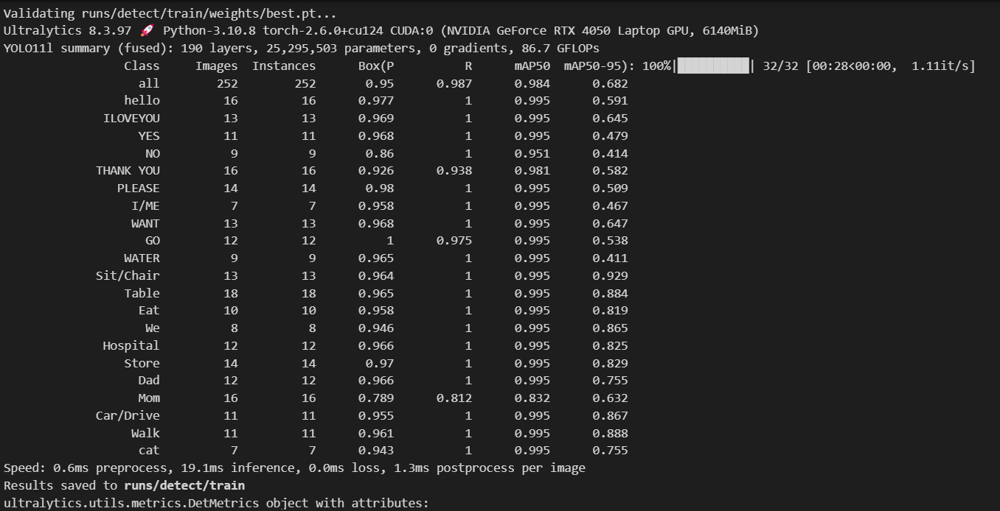 Validating runs/detect/train/weights/best.pt...
Ultralytics 8.3.97 🚀 Python-3.10.8 torch-2.6.0+cu124 CUDA:0 (NVIDIA GeForce RTX 4050 Laptop GPU, 6140MiB)
YOLO11l summary (fused): 190 layers, 25,295,503 parameters, 0 gradients, 86.7 GFLOPs
Class Images Instances Box(P R mAP50 mAP50-95): 100%|██████████| 32/32 [00:28<00:00, 1.11it/s]
all 252 252 0.95 0.987 0.984 0.682
hello 16 16 0.977 1 0.995 0.591
ILOVEYOU 13 13 0.969 1 0.995 0.645
YES 11 11 0.968 1 0.995 0.479
NO 9 9 0.86 1 0.951 0.414
THANK YOU 16 16 0.926 0.938 0.981 0.582
PLEASE 14 14 0.98 1 0.995 0.509
I/ME 7 7 0.958 1 0.995 0.467
WANT 13 13 0.968 1 0.995 0.647
GO 12 12 1 0.975 0.995 0.538
WATER 9 9 0.965 1 0.995 0.411
Sit/Chair 13 13 0.964 1 0.995 0.929
Table 18 18 0.965 1 0.995 0.884
Eat 10 10 0.958 1 0.995 0.819
We 8 8 0.946 1 0.995 0.865
Hospital 12 12 0.966 1 0.995 0.825
Store 14 14 0.97 1 0.995 0.829
Dad 12 12 0.966 1 0.995 0.755
Mom 16 16 0.789 0.812 0.832 0.632
Car/Drive 11 11 0.955 1 0.995 0.867
Walk 11 11 0.961 1 0.995 0.888
cat 7 7 0.943 1 0.995 0.755
Speed: 0.6ms preprocess, 19.1ms inference, 0.0ms loss, 1.3ms postprocess per image
Results saved to runs/detect/train
ultralytics.utils.metrics.DetMetrics object with attributes: